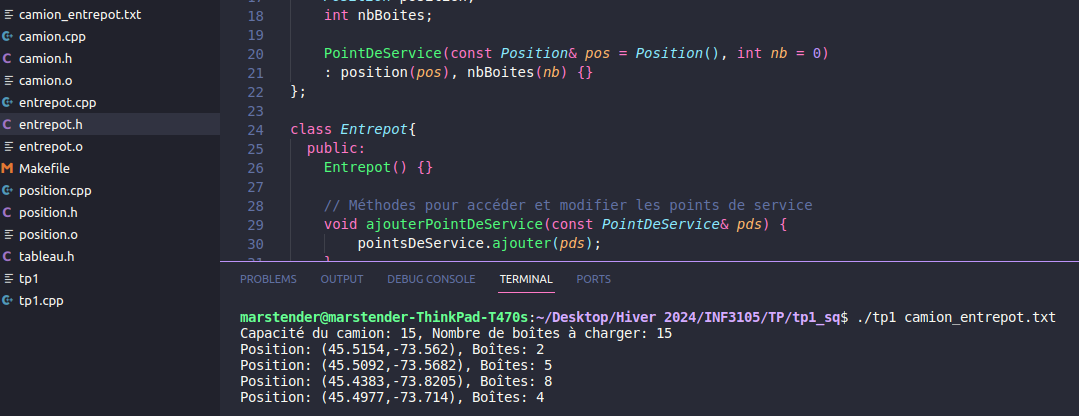 camion_entrepot.txt
camion.cpp
camion.h
camion.o
entrepot.cpp
entrepot.h
entrepot.o
Makefile
position.cpp
position.h
position.o
tableau.h
tp1
tp1.cpp
18 int nbBoites;
19
20 PointDeService(const Position& pos = Position(), int nb = 0)
21 : position(pos), nbBoites(nb) {}
22 };
23
24 class Entrepot{
25 public:
26 Entrepot() {}
27
28 // Méthodes pour accéder et modifier les points de service
29 void ajouterPointDeService(const PointDeService& pds) {
30 pointsDeService.ajouter(pds);
PROBLEMS OUTPUT DEBUG CONSOLE TERMINAL PORTS
marstender@marstender-ThinkPad-T470s:~/Desktop/Hiver 2024/INF3105/TP/tp1_sq$ ./tp1 camion_entrepot.txt
Capacité du camion: 15, Nombre de boîtes à charger: 15
Position: (45.5154,-73.562), Boîtes: 2
Position: (45.5092,-73.5682), Boîtes: 5
Position: (45.4383,-73.8205), Boîtes: 8
Position: (45.4977,-73.714), Boîtes: 4